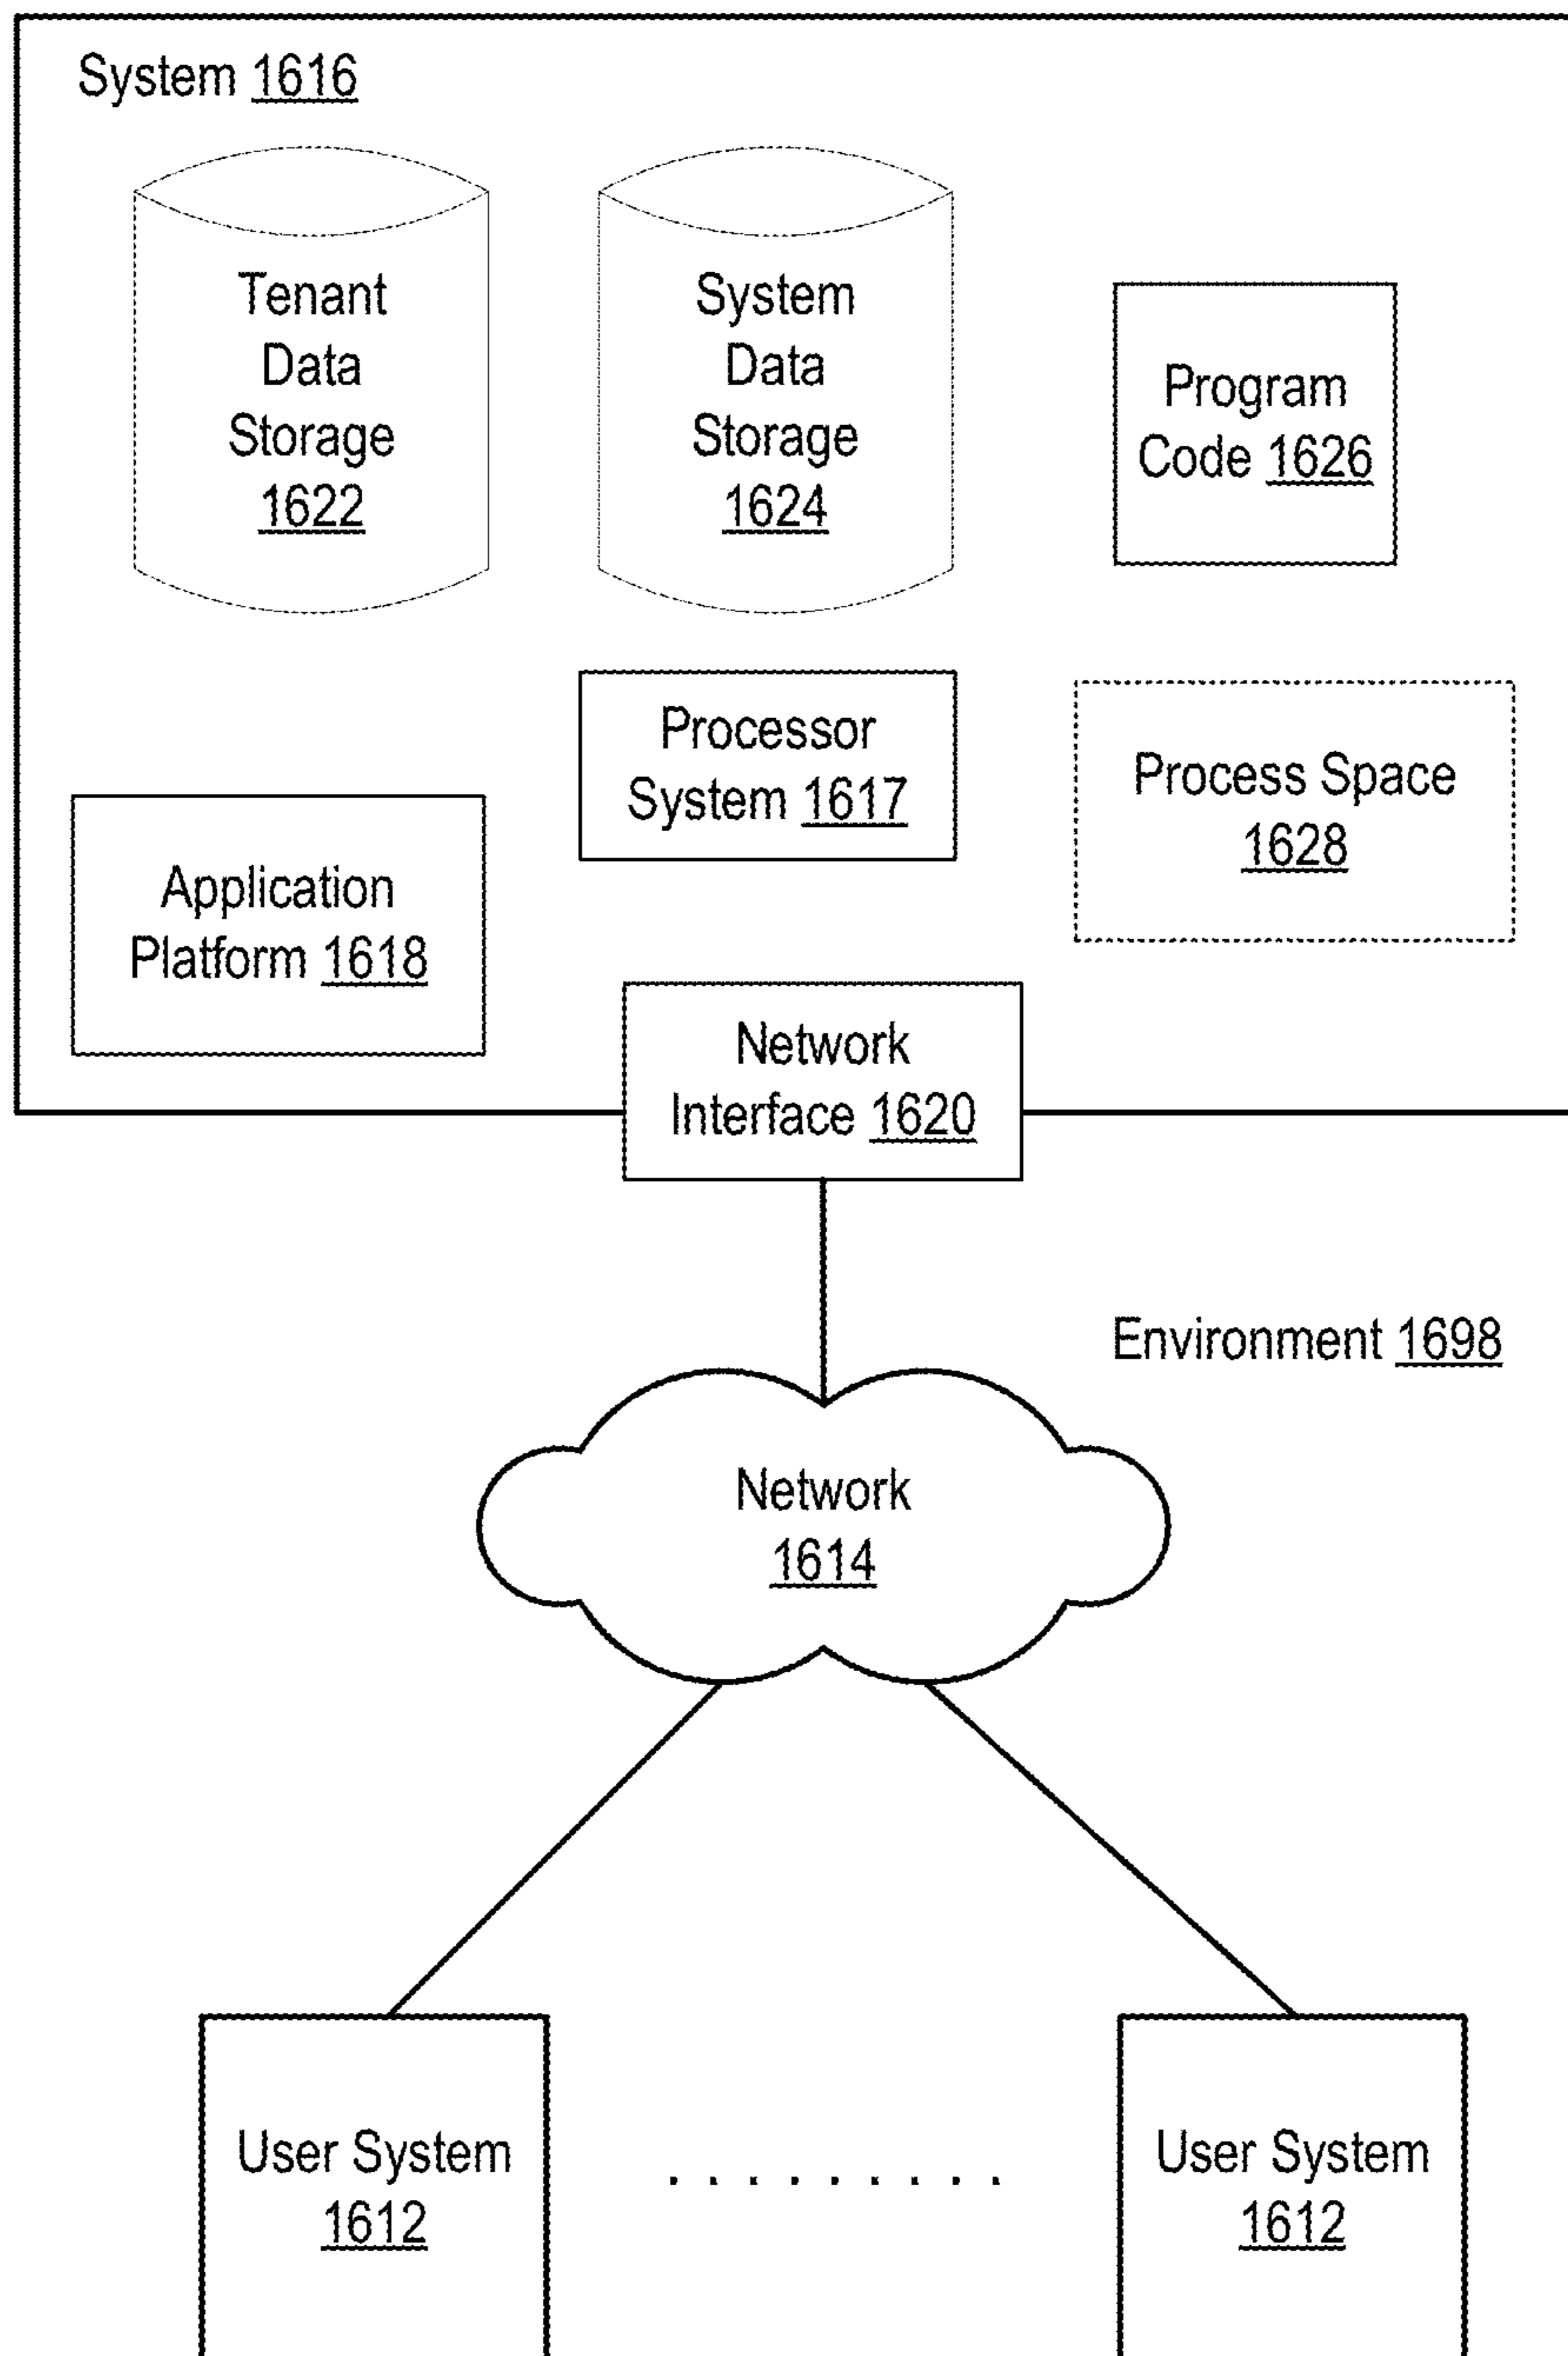 System 1616
Tenant
Data
Storage
1622
System
Data
Storage
1624
Program
Code 1626
Processor
System 1617
Process Space
1628
Application
Platform 1618
Network
Interface 1620
Environment 1698
Network
1614
User System
1612
User System
1612